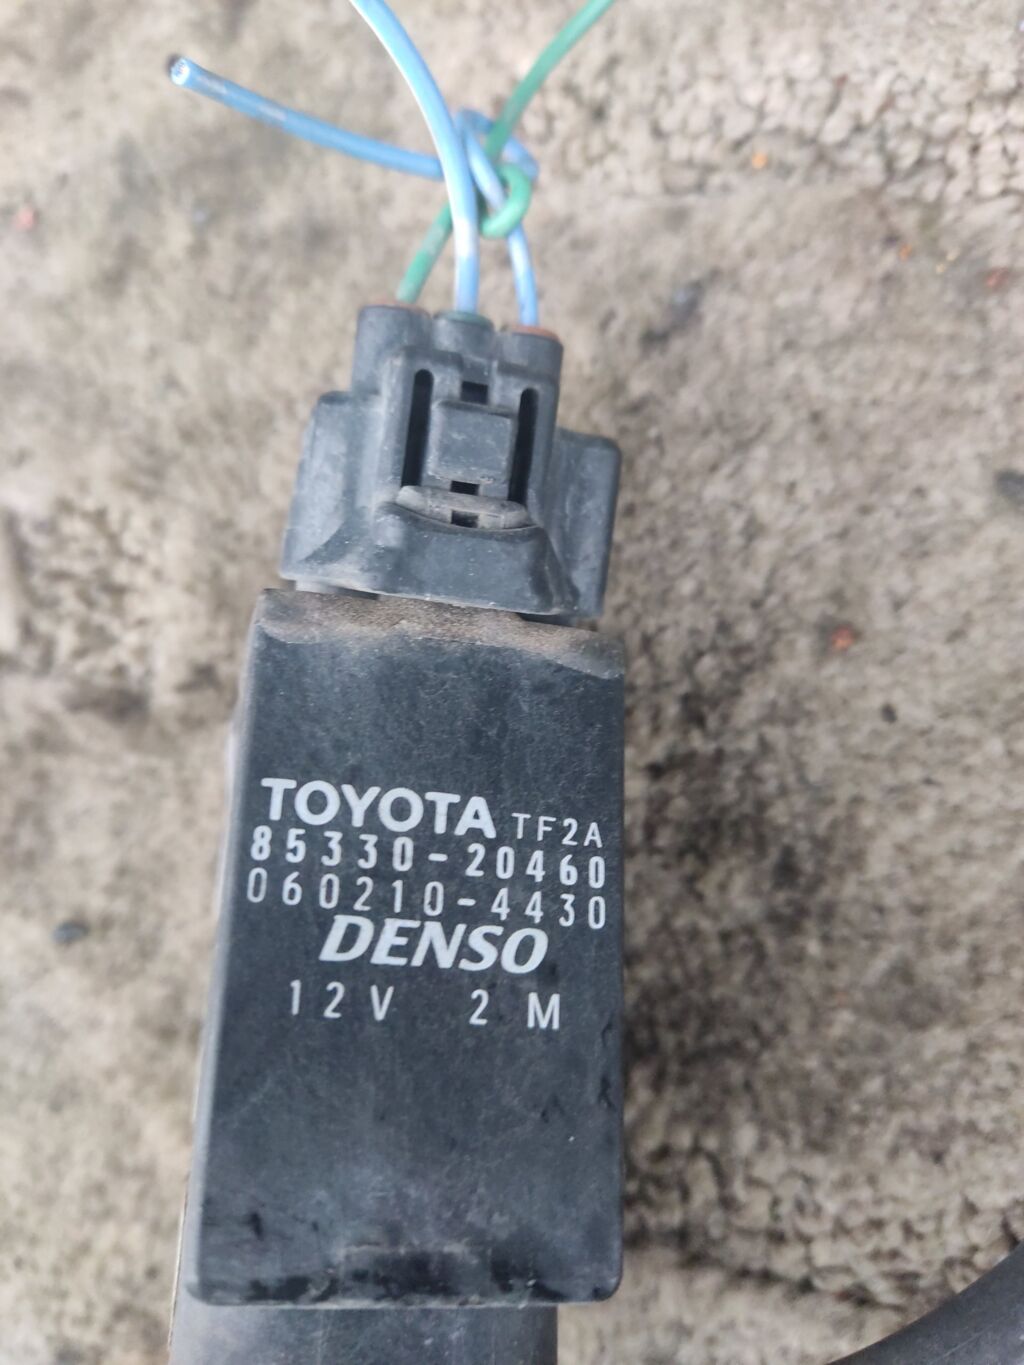 TOYOTA TF2A
85330-20460
060210-4430
DENSO
12V 2M